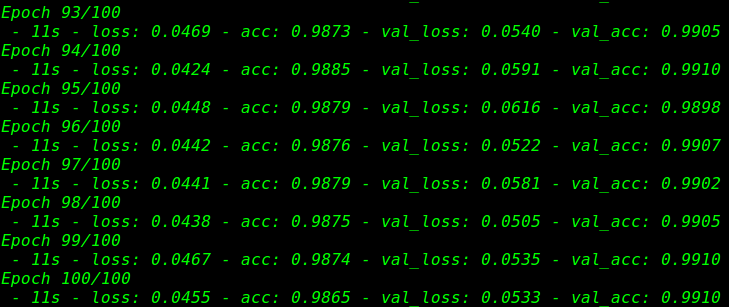 Epoch 93/100
- 11s - loss: 0.0469 - acc: 0.9873 - val_loss: 0.0540 - val_acc: 0.9905
Epoch 94/100
- 11s - loss: 0.0424 - acc: 0.9885 - val_loss: 0.0591 - val_acc: 0.9910
Epoch 95/100
- 11s - loss: 0.0448 - acc: 0.9879 - val_loss: 0.0616 - val_acc: 0.9898
Epoch 96/100
- 11s - loss: 0.0442 - acc: 0.9876 - val_loss: 0.0522 - val_acc: 0.9907
Epoch 97/100
- 11s - loss: 0.0441 - acc: 0.9879 - val_loss: 0.0581 - val_acc: 0.9902
Epoch 98/100
- 11s - loss: 0.0438 - acc: 0.9875 - val_loss: 0.0505 - val_acc: 0.9905
Epoch 99/100
- 11s - loss: 0.0467 - acc: 0.9874 - val_loss: 0.0535 - val_acc: 0.9910
Epoch 100/100
- 11s - loss: 0.0455 - acc: 0.9865 - val_loss: 0.0533 - val_acc: 0.9910